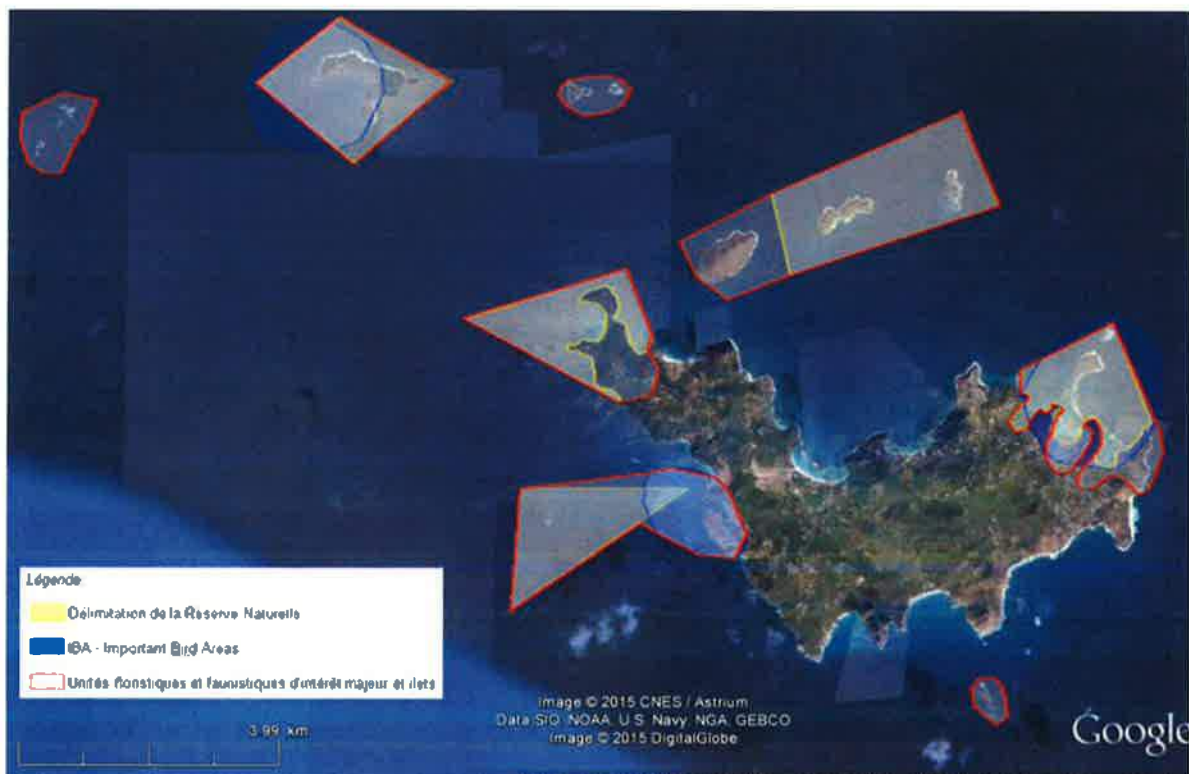 Légende
Délimitation de la Réserve Naturelle
IBA - Important Bird Areas
Unités floristiques et faunistiques d'intérêt majeur et ilets
3.99 km
Image © 2015 CNES / Astrium
Data SIO, NOAA, U.S. Navy, NGA, GEBCO
Image © 2015 DigitalGlobe
Google